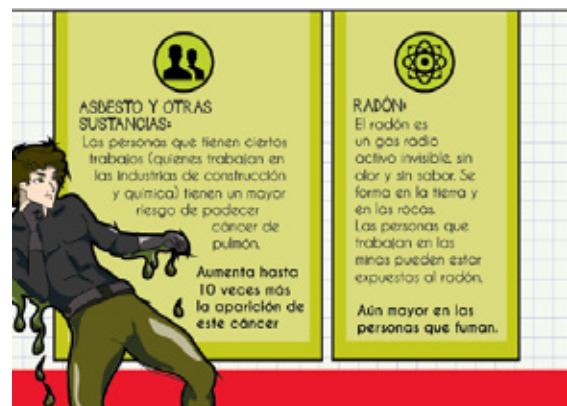 ASBESTO Y OTRAS
SUSTANCIAS:
Las personas que tienen ciertos
trabajos (quienes trabajan en
las industrias de construcción
y química) tienen un mayor
riesgo de padecer
cáncer de
pulmón.
Aumenta hasta
10 veces más
la aparición de
este cáncer
RADÓN:
El radón es
un gas radio
activo invisible, sin
olor y sin sabor. Se
forma en la tierra y
en las rocas.
Las personas que
trabajan en las
minas pueden estar
expuestas al radón.
Aún mayor en las
personas que fuman.